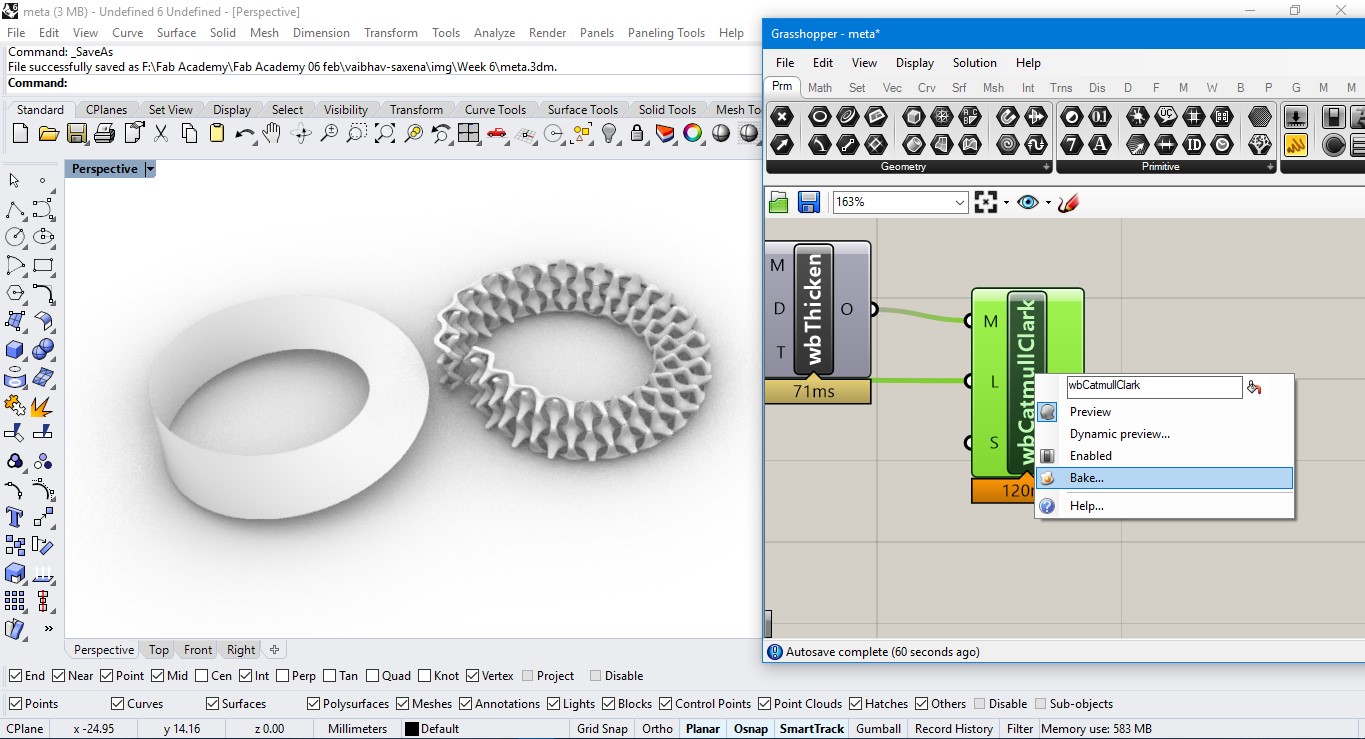 meta (3 MB) - Undefined 6 Undefined - [Perspective]
File Edit View Curve Surface Solid Mesh Dimension Transform Tools Analyze Render Panels Paneling Tools Help
Command: _SaveAs
File successfully saved as F:\Fab Academy\Fab Academy 06 feb\vaibhav-saxena\img\Week 6\meta.3dm.
Command:
Standard CPlanes Set View Display Select Visibility Transform Curve Tools Surface Tools Solid Tools Mesh To
Perspective
Grasshopper - meta*
File Edit View Display Solution Help
Prm Math Set Vec Crv Srf Msh Int Trns Dis D F M W B P G M M
Geometry Primitive
163%
M
D
T
wbThicken
O
71ms
M
L
S
wbCatmullClark
wbCatmullClark
Preview
Dynamic preview...
Enabled
Bake...
Help...
Autosave complete (60 seconds ago)
Perspective Top Front Right
End Near Point Mid Cen Int Perp Tan Quad Knot Vertex Project Disable
Points Curves Surfaces Polysurfaces Meshes Annotations Lights Blocks Control Points Point Clouds Hatches Others Disable Sub-objects
CPlane x -24.95 y 14.16 z 0.00 Millimeters Default Grid Snap Ortho Planar Osnap SmartTrack Gumball Record History Filter Memory use: 583 MB